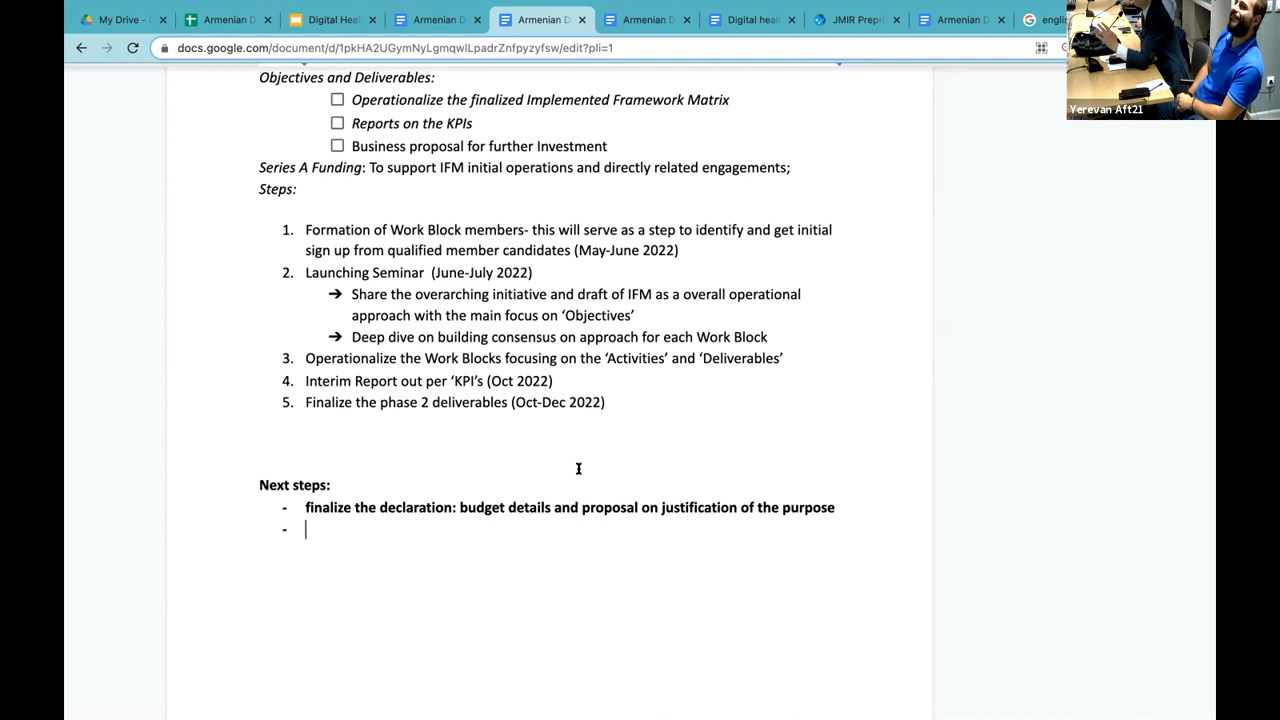 My Drive -
Armenian D
Digital Hea
Armenian D
Armenian D
Armenian D
Digital heal
JMIR Prepri
Armenian D
englis
docs.google.com/document/d/1pkHA2UGymNyLgmqwlLpadrZnfpyzyfsw/edit?pli=1
Yerevan Aft21
Objectives and Deliverables:
Operationalize the finalized Implemented Framework Matrix
Reports on the KPIs
Business proposal for further Investment
Series A Funding: To support IFM initial operations and directly related engagements;
Steps:
1. Formation of Work Block members- this will serve as a step to identify and get initial
sign up from qualified member candidates (May-June 2022)
2. Launching Seminar (June-July 2022)
➔ Share the overarching initiative and draft of IFM as a overall operational
approach with the main focus on ‘Objectives’
➔ Deep dive on building consensus on approach for each Work Block
3. Operationalize the Work Blocks focusing on the ‘Activities’ and ‘Deliverables’
4. Interim Report out per ‘KPI’s (Oct 2022)
5. Finalize the phase 2 deliverables (Oct-Dec 2022)
Next steps:
- finalize the declaration: budget details and proposal on justification of the purpose
-